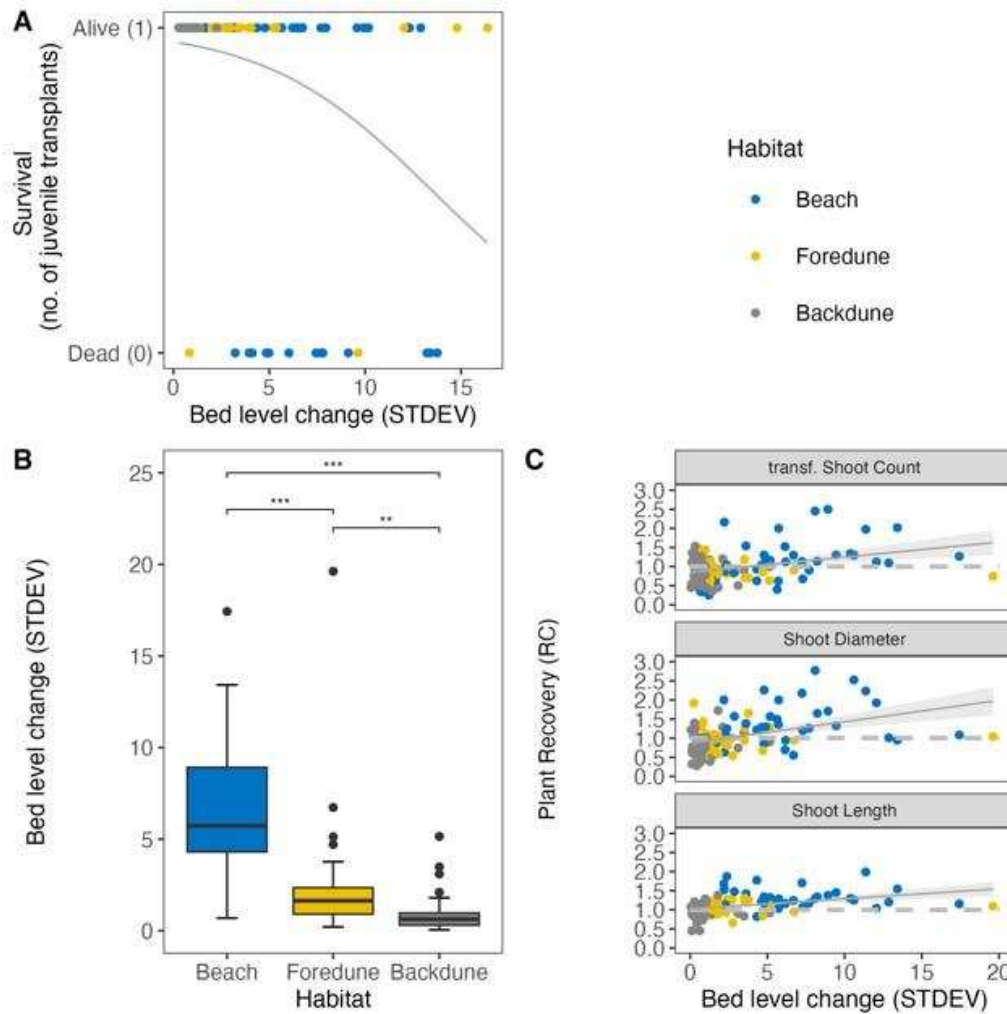 A
Alive (1)
Dead (0)
Survival
(no. of juvenile transplants)
0 5 10 15
Bed level change (STDEV)
Habitat
Beach
Foredune
Backdune
B
Bed level change (STDEV)
25
20
15
10
5
0
***
***
**
Beach Foredune Backdune
Habitat
C
Plant Recovery (RC)
transf. Shoot Count
3.0
2.5
2.0
1.5
1.0
0.5
0.0
Shoot Diameter
3.0
2.5
2.0
1.5
1.0
0.5
0.0
Shoot Length
3.0
2.5
2.0
1.5
1.0
0.5
0.0
0 5 10 15 20
Bed level change (STDEV)